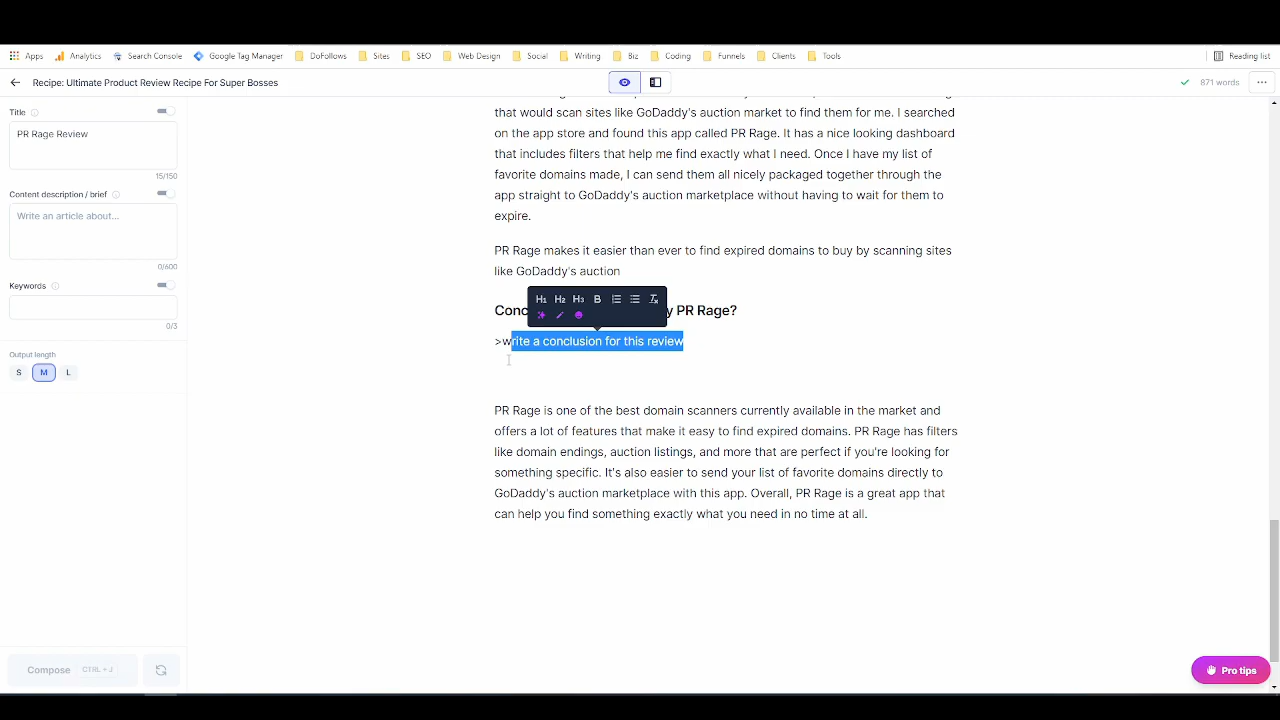 Apps Analytics Search Console Google Tag Manager DoFollows Sites SEO Web Design Social Writing Biz Coding Funnels Clients Tools Reading list
Recipe: Ultimate Product Review Recipe For Super Bosses
871 words
Title
PR Rage Review
15/150
Content description / brief
Write an article about...
0/600
Keywords
0/3
Output length
S M L
Compose CTRL + J
that would scan sites like GoDaddy's auction market to find them for me. I searched
on the app store and found this app called PR Rage. It has a nice looking dashboard
that includes filters that help me find exactly what I need. Once I have my list of
favorite domains made, I can send them all nicely packaged together through the
app straight to GoDaddy's auction marketplace without having to wait for them to
expire.
PR Rage makes it easier than ever to find expired domains to buy by scanning sites
like GoDaddy's auction
H1 H2 H3 B
Conc y PR Rage?
>write a conclusion for this review
PR Rage is one of the best domain scanners currently available in the market and
offers a lot of features that make it easy to find expired domains. PR Rage has filters
like domain endings, auction listings, and more that are perfect if you're looking for
something specific. It's also easier to send your list of favorite domains directly to
GoDaddy's auction marketplace with this app. Overall, PR Rage is a great app that
can help you find something exactly what you need in no time at all.
Pro tips